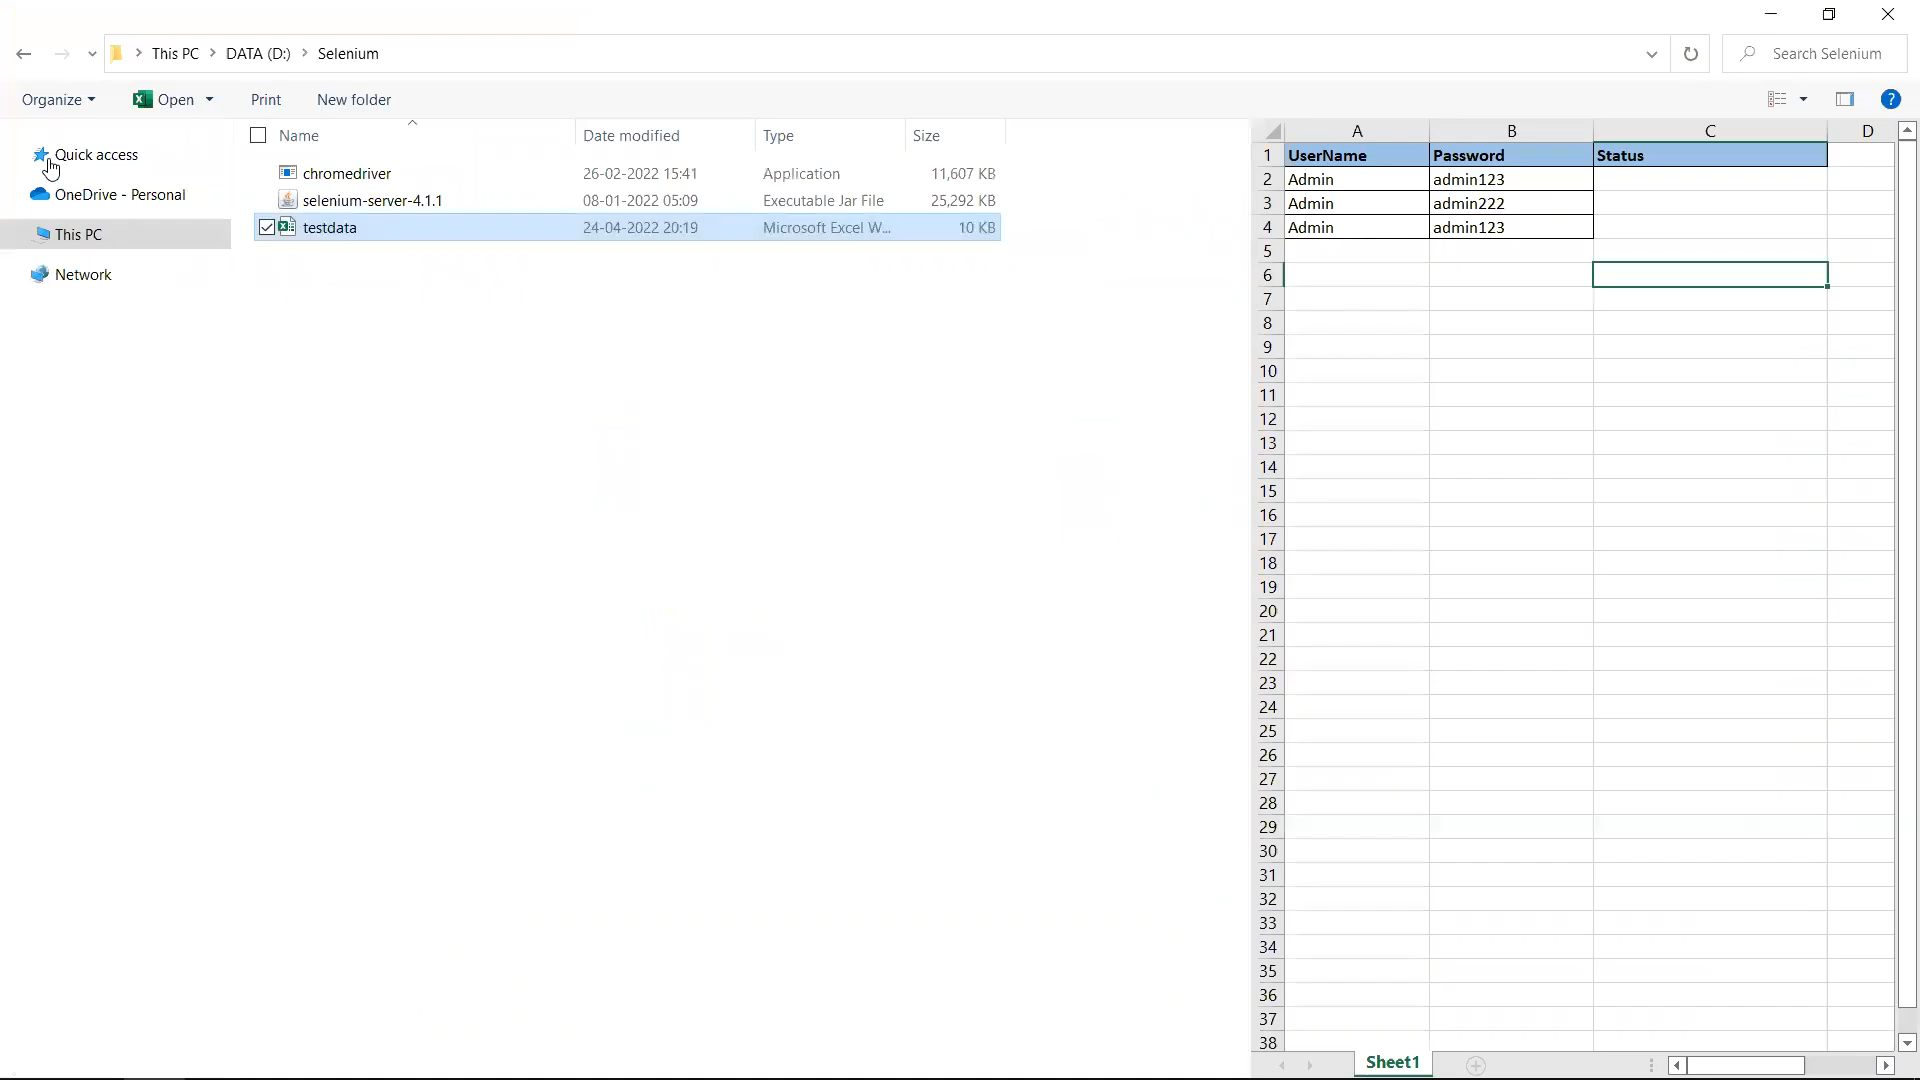 This PC > DATA (D:) > Selenium
Search Selenium
Organize
Open
Print
New folder
?
Quick access
OneDrive - Personal
This PC
Network
Name Date modified Type Size
chromedriver 26-02-2022 15:41 Application 11,607 KB
selenium-server-4.1.1 08-01-2022 05:09 Executable Jar File 25,292 KB
testdata 24-04-2022 20:19 Microsoft Excel W... 10 KB
A B C D
1 UserName Password Status
2 Admin admin123
3 Admin admin222
4 Admin admin123
5
6
7
8
9
10
11
12
13
14
15
16
17
18
19
20
21
22
23
24
25
26
27
28
29
30
31
32
33
34
35
36
37
38
Sheet1